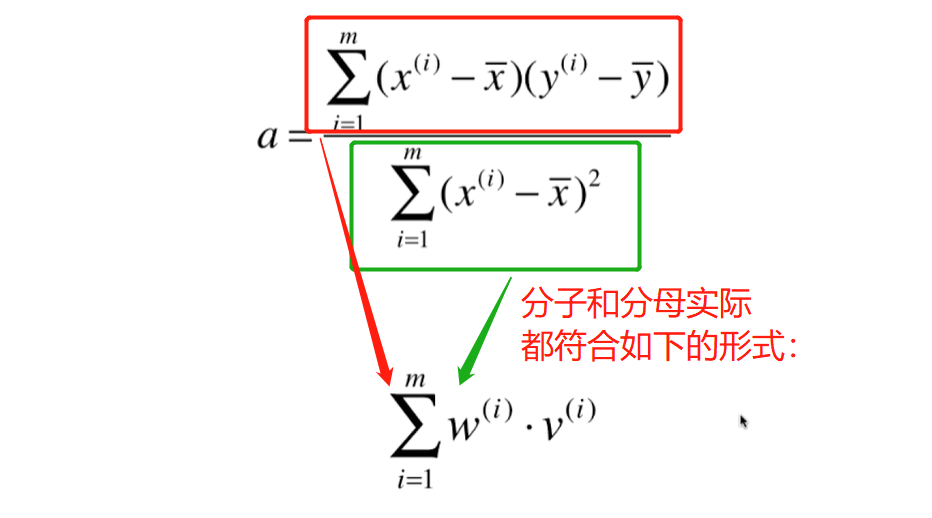 a = \frac{\sum_{i=1}^{m} (x^{(i)} - \overline{x})(y^{(i)} - \overline{y})}{\sum_{i=1}^{m} (x^{(i)} - \overline{x})^2}
分子和分母实际
都符合如下的形式：
\sum_{i=1}^{m} w^{(i)} \cdot v^{(i)}